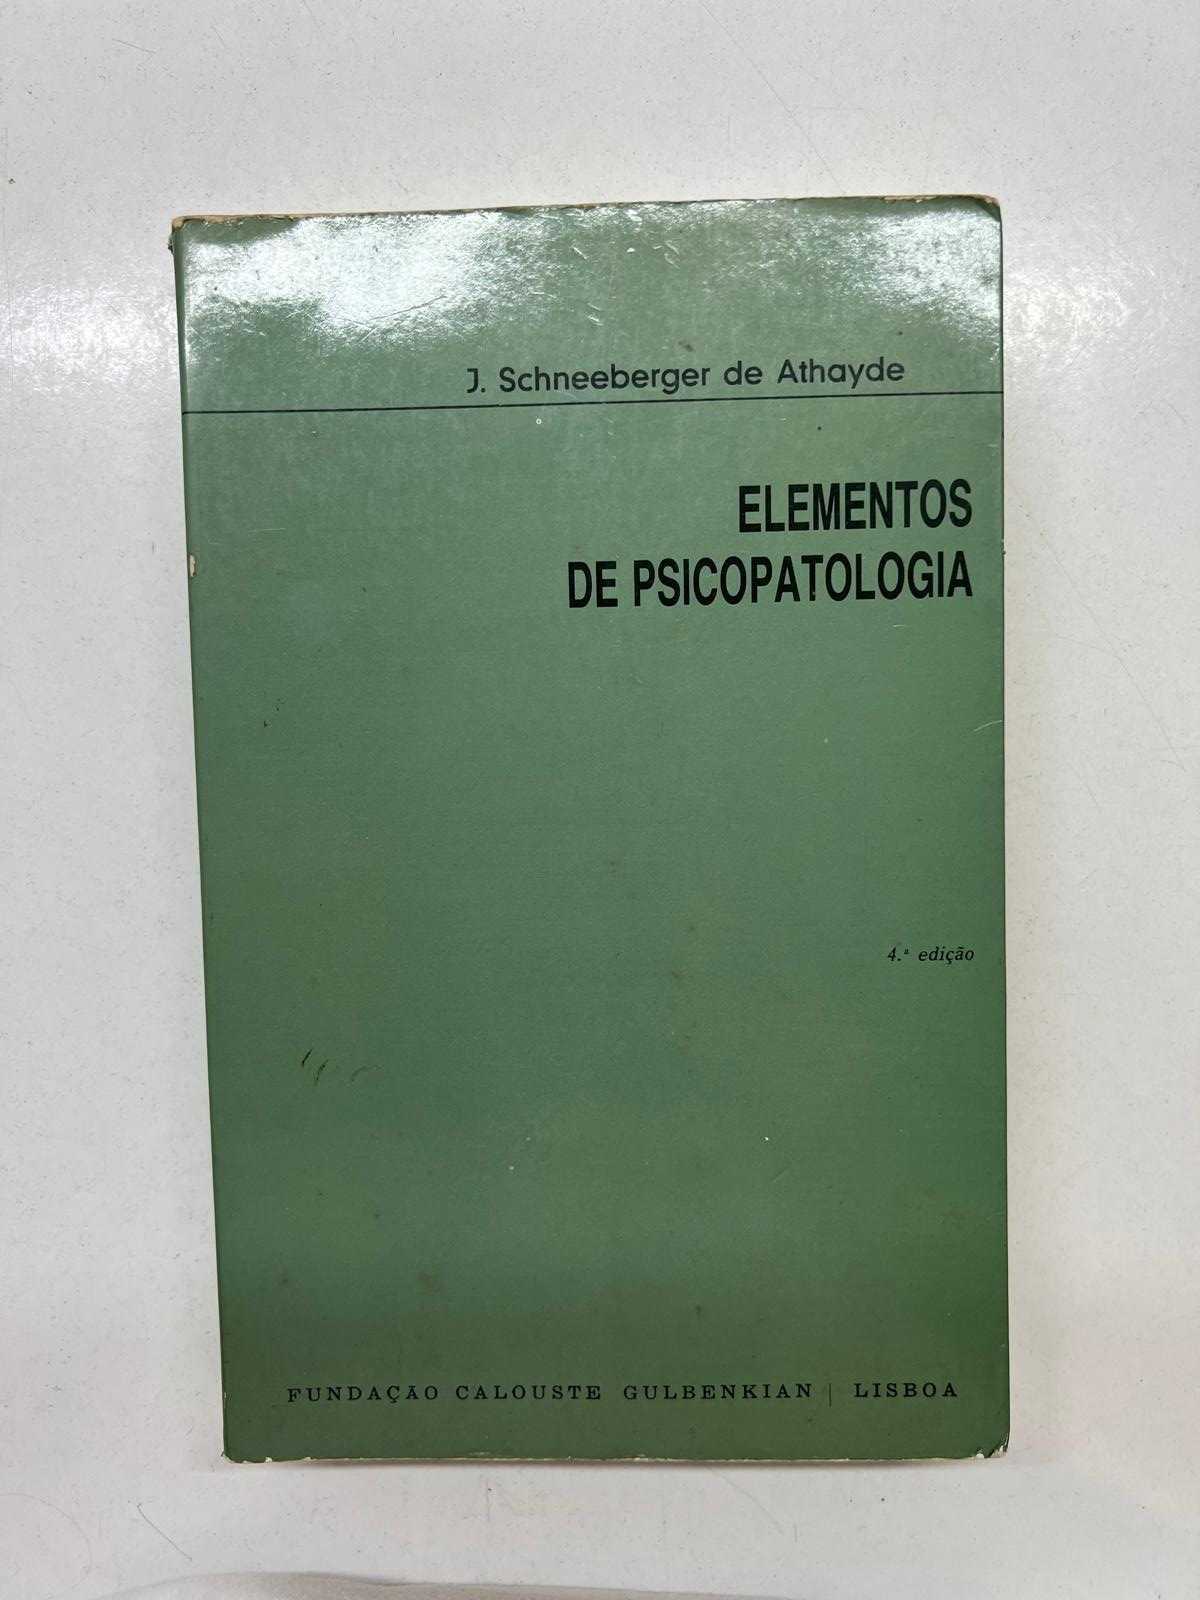 J. Schneeberger de Athayde
ELEMENTOS
DE PSICOPATOLOGIA
4.ª edição
FUNDAÇÃO CALOUSTE GULBENKIAN | LISBOA